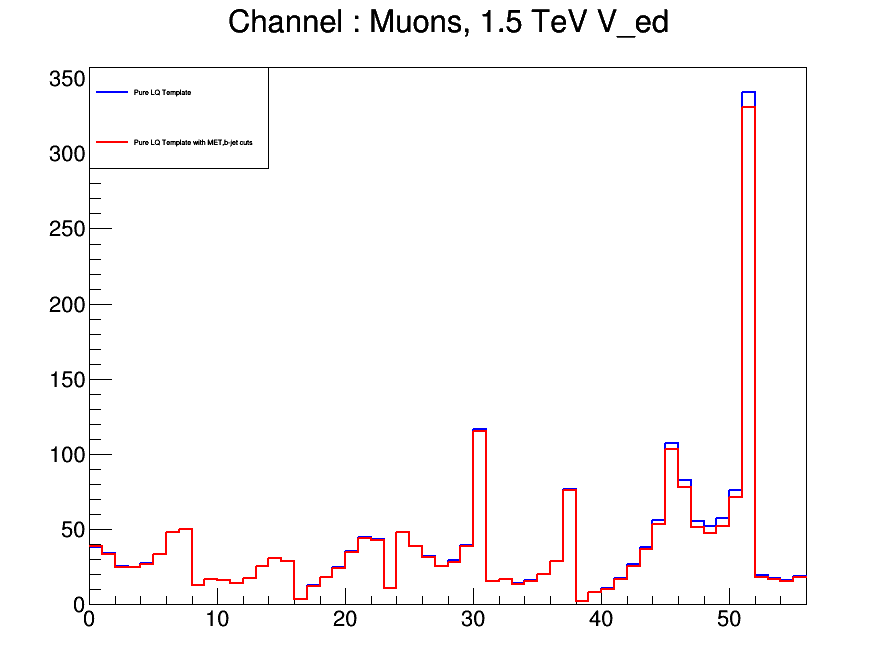 Channel : Muons, 1.5 TeV V_ed
350
Pure LQ Template
Pure LQ Template with MET,b-jet cuts
300
250
200
150
100
50
0
0 10 20 30 40 50